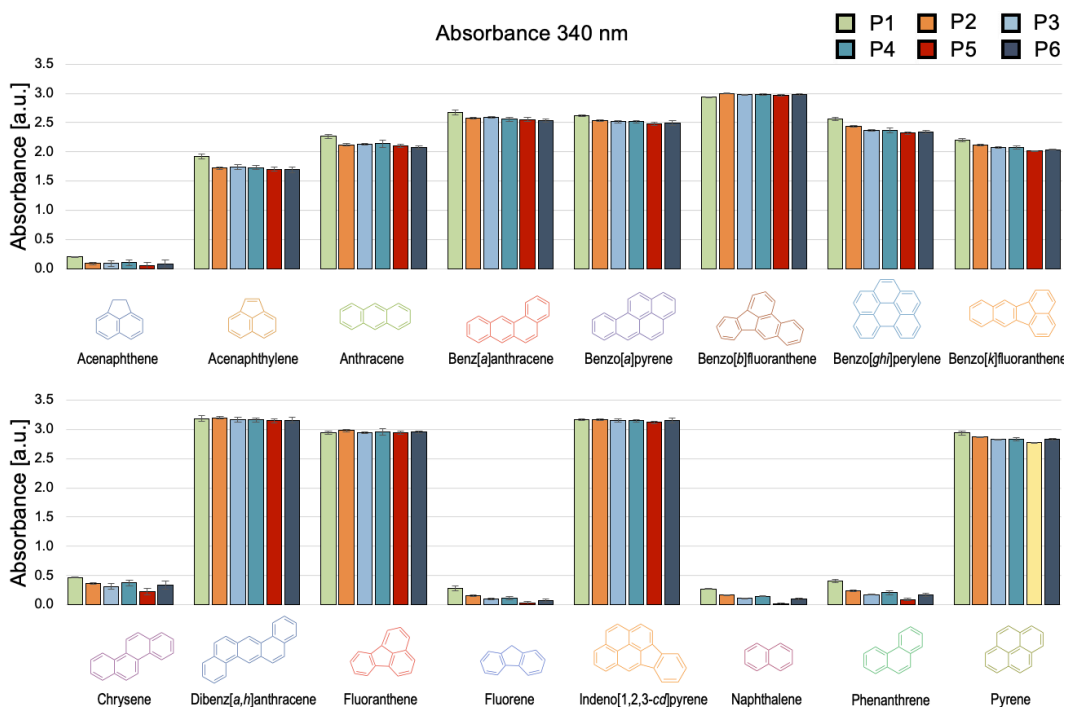 Absorbance 340 nm
P1 P2 P3
P4 P5 P6
Absorbance [a.u.]
3.5
3.0
2.5
2.0
1.5
1.0
0.5
0.0
Acenaphthene Acenaphthylene Anthracene Benz[a]anthracene Benzo[a]pyrene Benzo[b]fluoranthene Benzo[ghi]perylene Benzo[k]fluoranthene
Absorbance [a.u.]
3.5
3.0
2.5
2.0
1.5
1.0
0.5
0.0
Chrysene Dibenz[a,h]anthracene Fluoranthene Fluorene Indeno[1,2,3-cd]pyrene Naphthalene Phenanthrene Pyrene